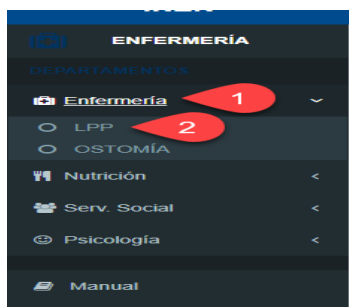 ENFERMERÍA
DEPARTAMENTOS
Enfermería 1
LPP 2
OSTOMÍA
Nutrición
Serv. Social
Psicología
Manual